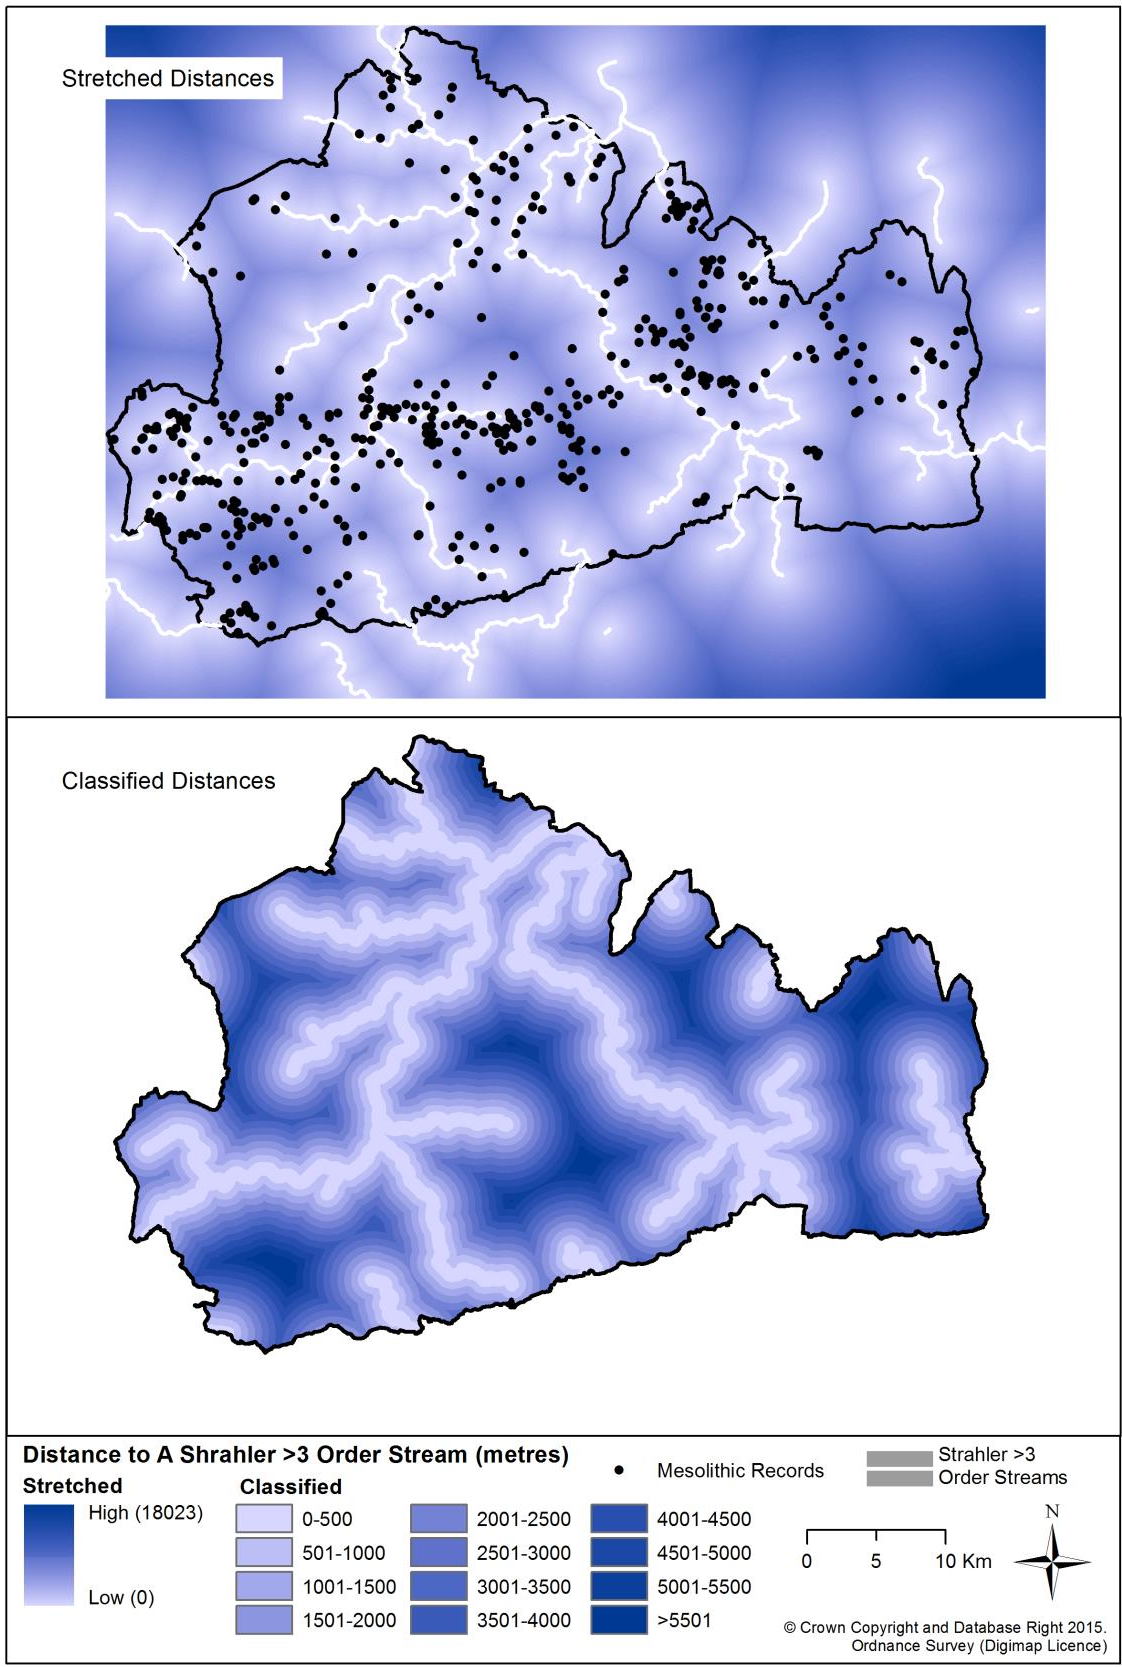 Stretched Distances
Classified Distances
Distance to A Shrahler >3 Order Stream (metres)
Stretched
High (18023)
Low (0)
Classified
0-500
501-1000
1001-1500
1501-2000
2001-2500
2501-3000
3001-3500
3501-4000
4001-4500
4501-5000
5001-5500
>5501
Mesolithic Records
Strahler >3
Order Streams
0 5 10 Km
N
© Crown Copyright and Database Right 2015.
Ordnance Survey (Digimap Licence)